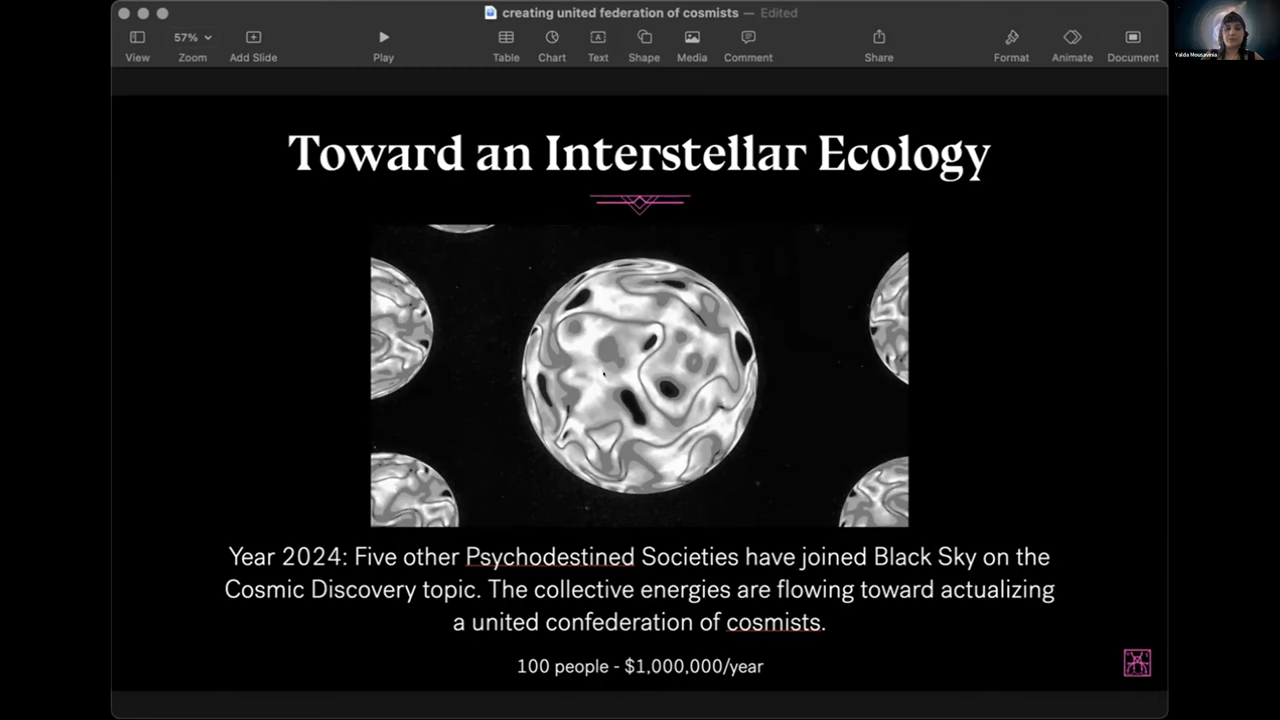 creating united federation of cosmists — Edited
57%
View
Zoom
Add Slide
Play
Table
Chart
Text
Shape
Media
Comment
Share
Format
Animate
Document
Yalda Mousavinia
Toward an Interstellar Ecology
Year 2024: Five other Psychodestined Societies have joined Black Sky on the
Cosmic Discovery topic. The collective energies are flowing toward actualizing
a united confederation of cosmists.
100 people - $1,000,000/year